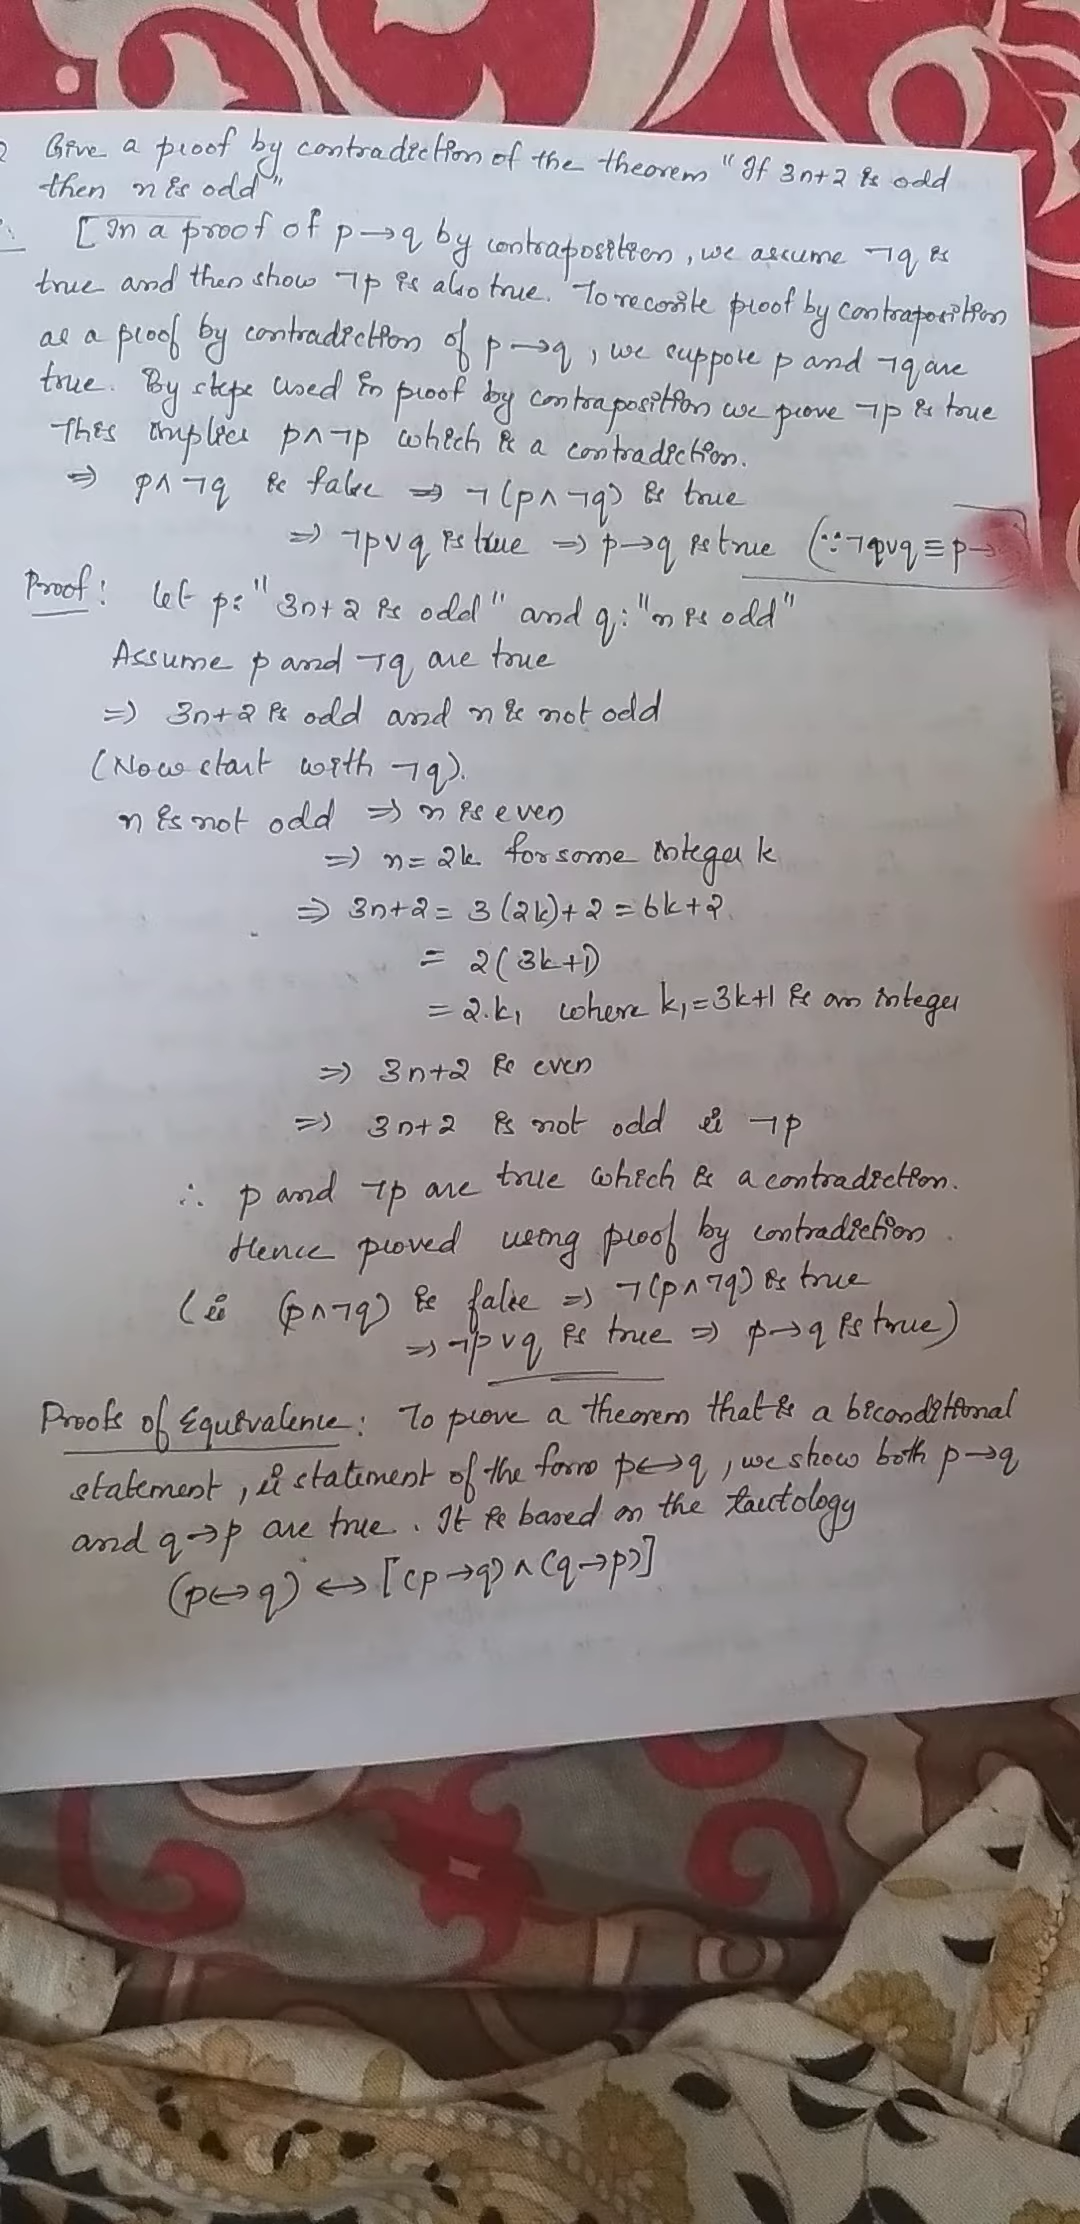 Give a proof by contradiction of the theorem "If 3n+2 is odd
then n is odd"
[In a proof of p→q by contraposition, we assume ¬q is
true and then show ¬p is also true. To rewrite proof by contraposition
as a proof by contradiction of p→q, we suppose p and ¬q are
true. By steps used in proof by contraposition we prove ¬p is true
This implies p∧¬p which is a contradiction.
⇒ p∧¬q is false ⇒ ¬(p∧¬q) is true
⇒ ¬p∨q is true ⇒ p→q is true (∵¬p∨q ≡ p→
Proof: Let p: "3n+2 is odd" and q: "n is odd"
Assume p and ¬q are true
⇒ 3n+2 is odd and n is not odd
(Now start with ¬q).
n is not odd ⇒ n is even
⇒ n = 2k for some integer k
⇒ 3n+2 = 3(2k)+2 = 6k+2
= 2(3k+1)
= 2.k₁ where k₁=3k+1 is an integer
⇒ 3n+2 is even
⇒ 3n+2 is not odd ie ¬p
∴ p and ¬p are true which is a contradiction.
Hence proved using proof by contradiction.
(ie (p∧¬q) is false ⇒ ¬(p∧¬q) is true
⇒ ¬p∨q is true ⇒ p→q is true)
Proofs of Equivalence: To prove a theorem that is a biconditional
statement, ie statement of the form p↔q, we show both p→q
and q→p are true. It is based on the tautology
(p↔q) ↔ [(p→q)∧(q→p)]